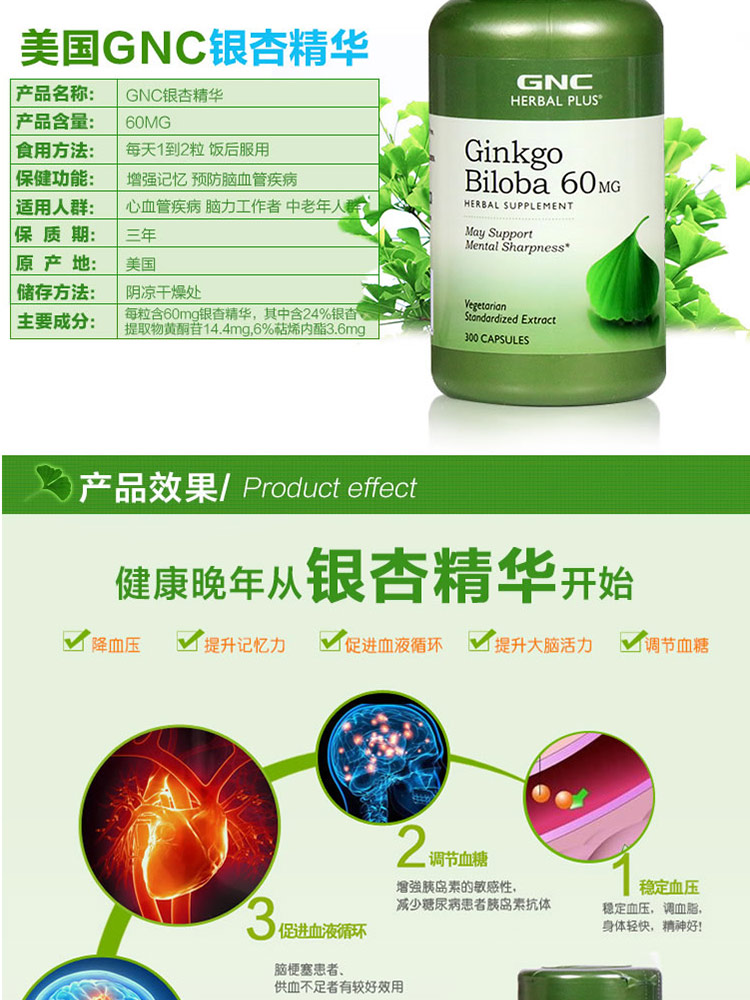 美国GNC银杏精华
产品名称: GNC银杏精华
产品含量: 60MG
食用方法: 每天1到2粒 饭后服用
保健功能: 增强记忆 预防脑血管疾病
适用人群: 心血管疾病 脑力工作者 中老年人群
保 质 期: 三年
原 产 地: 美国
储存方法: 阴凉干燥处
主要成分: 每粒含60mg银杏精华，其中含24%银杏
提取物黄酮苷14.4mg,6%萜烯内酯3.6mg
GNC
HERBAL PLUS®
Ginkgo
Biloba 60MG
HERBAL SUPPLEMENT
May Support
Mental Sharpness*
Vegetarian
Standardized Extract
300 CAPSULES
产品效果/ Product effect
健康晚年从银杏精华开始
降血压 提升记忆力 促进血液循环 提升大脑活力 调节血糖
2 调节血糖
增强胰岛素的敏感性，
减少糖尿病患者胰岛素抗体
1 稳定血压
稳定血压，调血脂，
身体轻快，精神好!
3 促进血液循环
脑梗塞患者、
供血不足者有较好效用